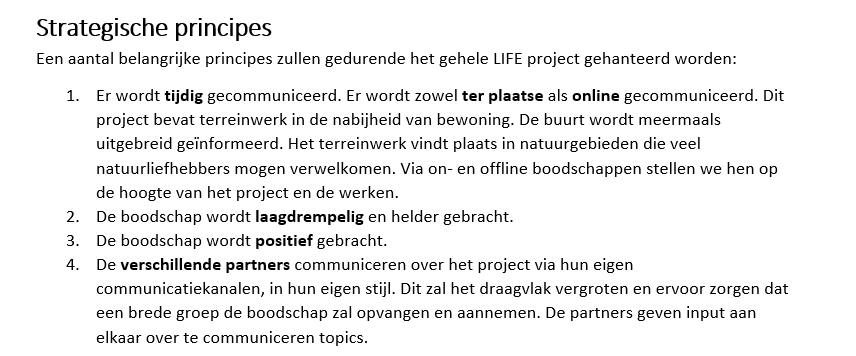 Strategische principes
Een aantal belangrijke principes zullen gedurende het gehele LIFE project gehanteerd worden:
1. Er wordt tijdig gecommuniceerd. Er wordt zowel ter plaatse als online gecommuniceerd. Dit
project bevat terreinwerk in de nabijheid van bewoning. De buurt wordt meermaals
uitgebreid geïnformeerd. Het terreinwerk vindt plaats in natuurgebieden die veel
natuurliefhebbers mogen verwelkomen. Via on- en offline boodschappen stellen we hen op
de hoogte van het project en de werken.
2. De boodschap wordt laagdrempelig en helder gebracht.
3. De boodschap wordt positief gebracht.
4. De verschillende partners communiceren over het project via hun eigen
communicatiekanalen, in hun eigen stijl. Dit zal het draagvlak vergroten en ervoor zorgen dat
een brede groep de boodschap zal opvangen en aannemen. De partners geven input aan
elkaar over te communiceren topics.